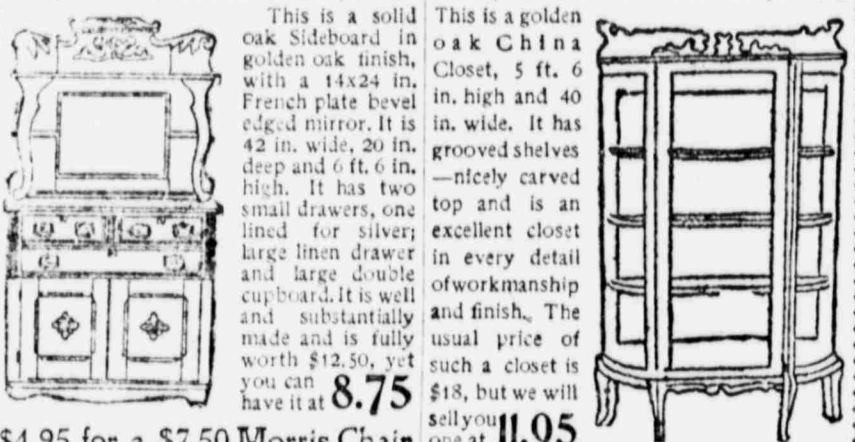 This is a solid
oak Sideboard in
golden oak finish,
with a 14x24 in.
French plate bevel
edged mirror. It is
42 in. wide, 20 in.
deep and 6 ft. 6 in.
high. It has two
small drawers, one
lined for silver;
large linen drawer
and large double
cupboard. It is well
and substantially
made and is fully
worth $12.50, yet
you can
have it at 8.75
This is a golden
oak China
Closet, 5 ft. 6
in. high and 40
in. wide. It has
grooved shelves
—nicely carved
top and is an
excellent closet
in every detail
of workmanship
and finish. The
usual price of
such a closet is
$18, but we will
sell you
one at 11.95
$4.95 for a $7.50 Morris Chair